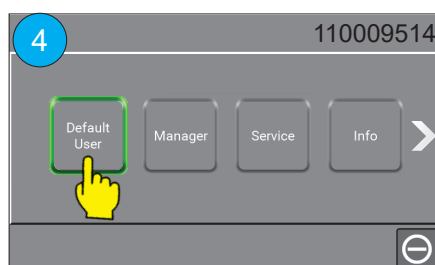 4
110009514
Default
User
Manager
Service
Info